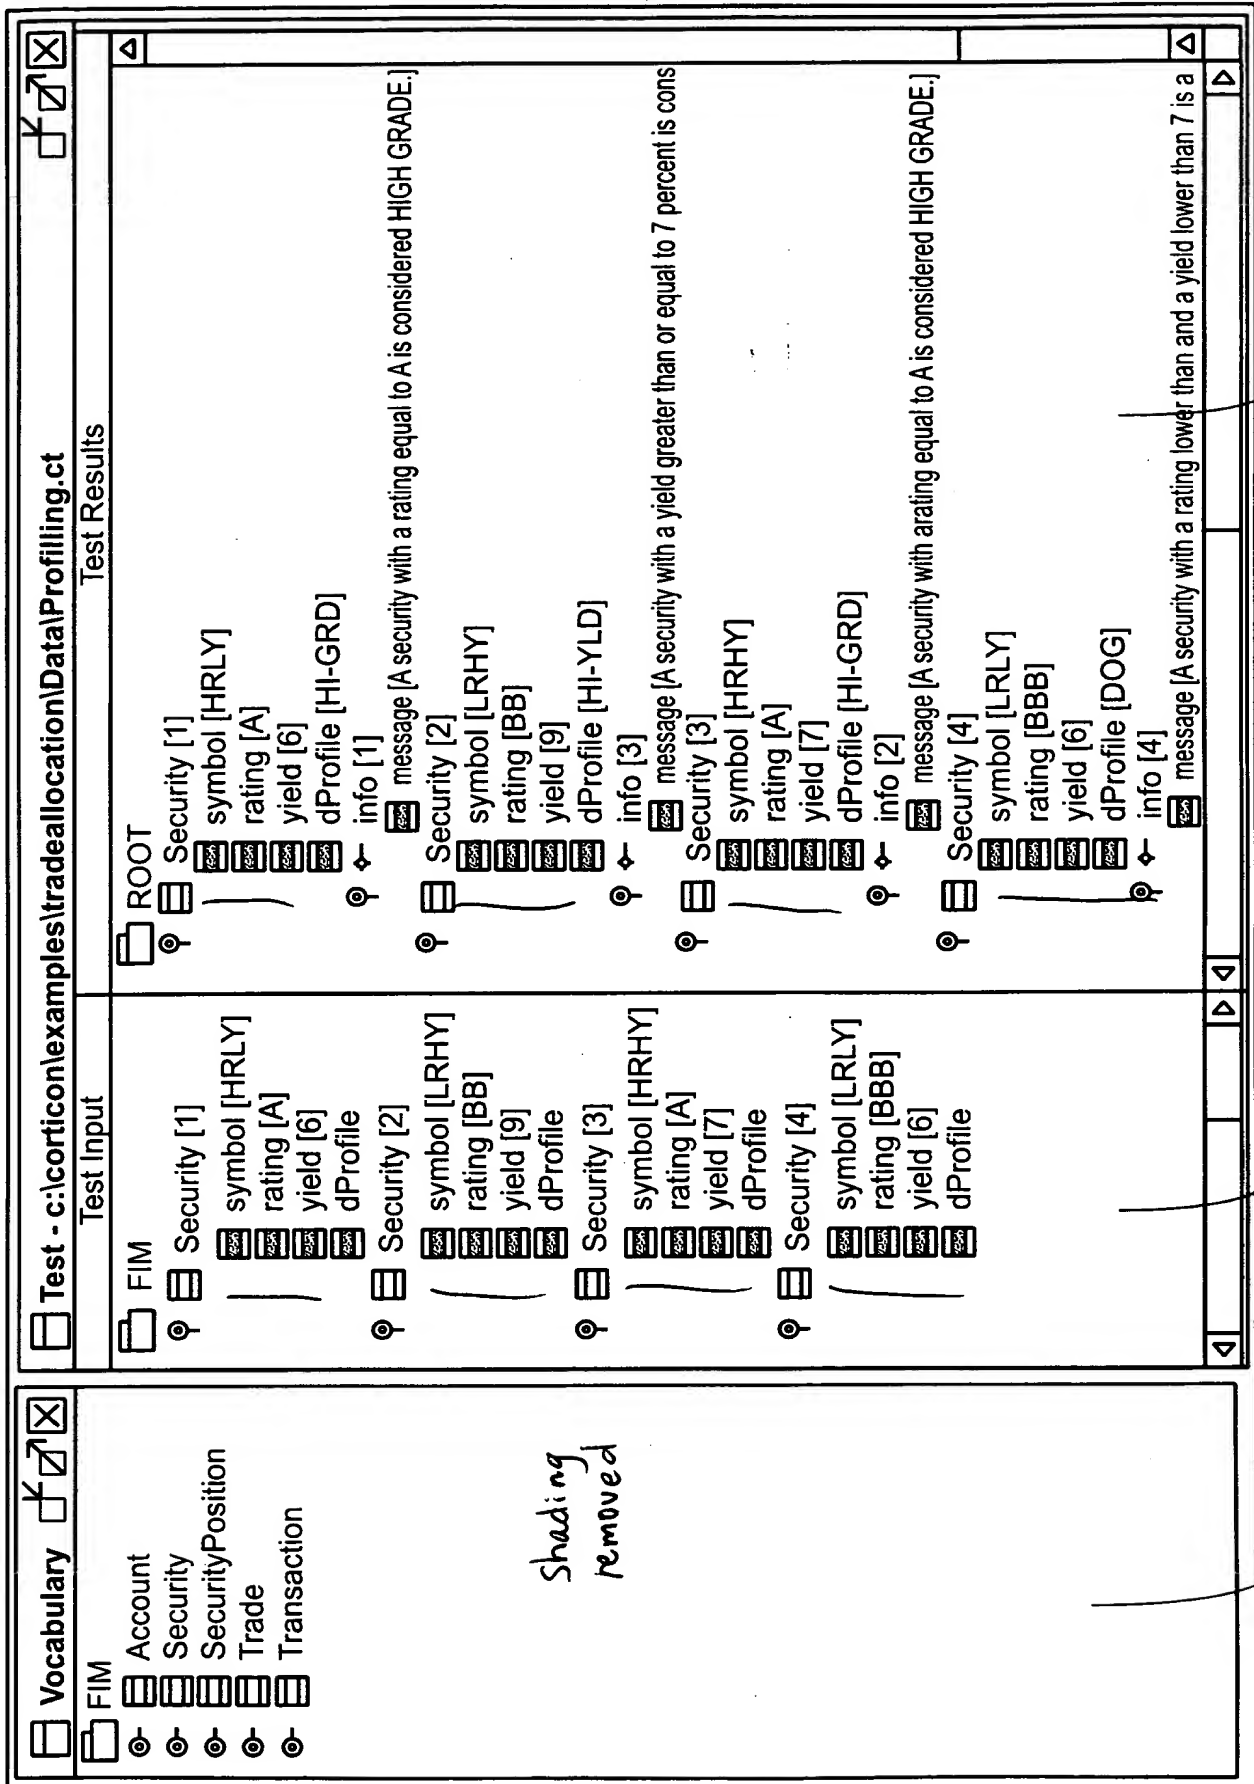 Vocabulary
FIM
Account
Security
SecurityPosition
Trade
Transaction
Shading
removed
Test - c:\corticon\examples\tradeallocation\Data\Profilling.ct
Test Input
FIM
Security [1]
symbol [HRLY]
rating [A]
yield [6]
dProfile
Security [2]
symbol [LRHY]
rating [BB]
yield [9]
dProfile
Security [3]
symbol [HRHY]
rating [A]
yield [7]
dProfile
Security [4]
symbol [LRLY]
rating [BBB]
yield [6]
dProfile
Test Results
ROOT
Security [1]
symbol [HRLY]
rating [A]
yield [6]
dProfile [HI-GRD]
info [1]
message [A security with a rating equal to A is considered HIGH GRADE.]
Security [2]
symbol [LRHY]
rating [BB]
yield [9]
dProfile [HI-YLD]
info [3]
message [A security with a yield greater than or equal to 7 percent is cons
Security [3]
symbol [HRHY]
rating [A]
yield [7]
dProfile [HI-GRD]
info [2]
message [A security with arating equal to A is considered HIGH GRADE.]
Security [4]
symbol [LRLY]
rating [BBB]
yield [6]
dProfile [DOG]
info [4]
message [A security with a rating lower than and a yield lower than 7 is a